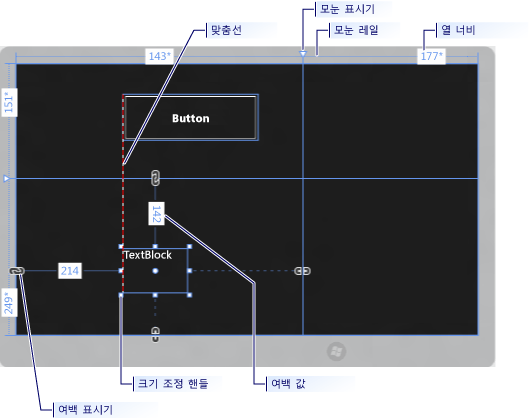 모눈 표시기
맞춤선
모눈 레일
열 너비
143*
177*
151*
Button
142
TextBlock
214
249*
크기 조정 핸들
여백 값
여백 표시기